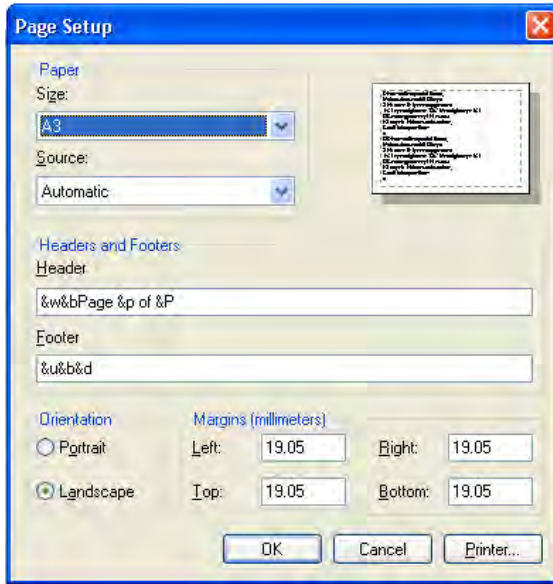 Page Setup
Paper
Size:
A3
Source:
Automatic
Headers and Footers
Header
&w&bPage &p of &P
Footer
&u&b&d
Orientation
Margins (millimeters)
Portrait
Left: 19.05 Right: 19.05
Landscape
Top: 19.05 Bottom: 19.05
OK Cancel Printer...